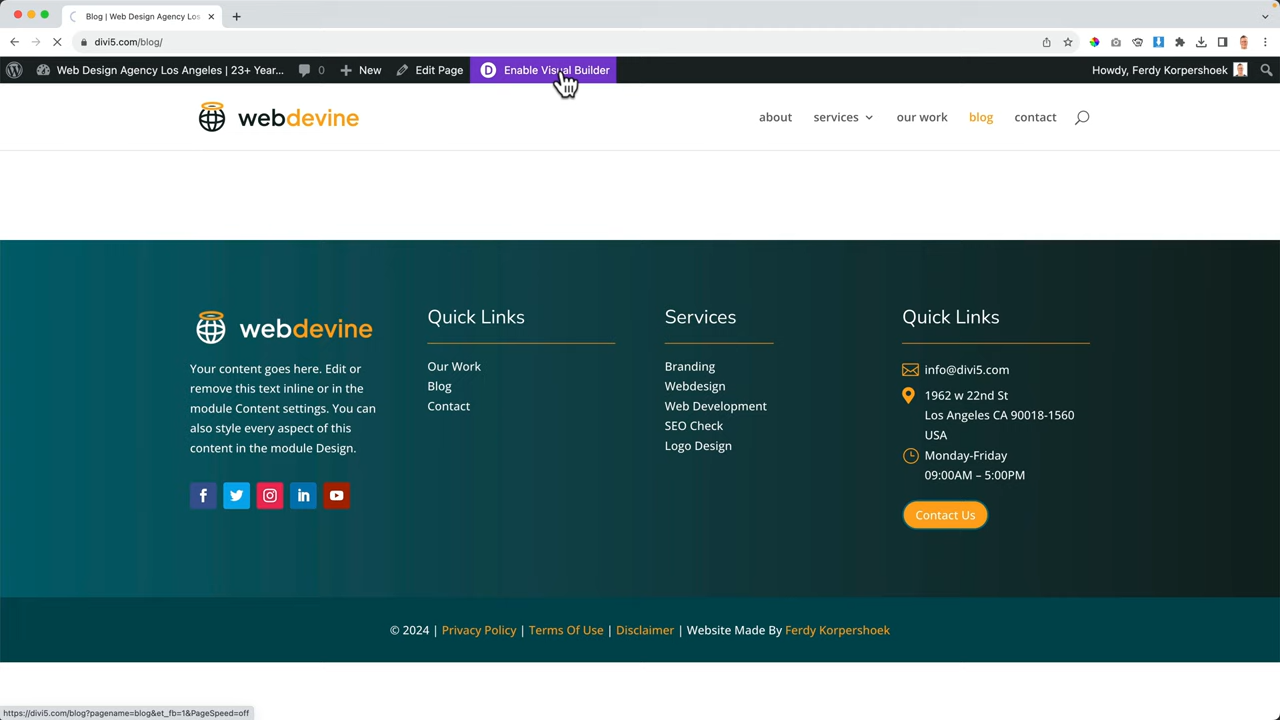 Blog | Web Design Agency Los
divi5.com/blog/
Web Design Agency Los Angeles | 23+ Year... 0 New Edit Page Enable Visual Builder Howdy, Ferdy Korpershoek
webdevine about services our work blog contact
webdevine
Your content goes here. Edit or
remove this text inline or in the
module Content settings. You can
also style every aspect of this
content in the module Design.
Quick Links
Our Work
Blog
Contact
Services
Branding
Webdesign
Web Development
SEO Check
Logo Design
Quick Links
info@divi5.com
1962 w 22nd St
Los Angeles CA 90018-1560
USA
Monday-Friday
09:00AM – 5:00PM
Contact Us
© 2024 | Privacy Policy | Terms Of Use | Disclaimer | Website Made By Ferdy Korpershoek
https://divi5.com/blog?pagename=blog&et_fb=1&PageSpeed=off